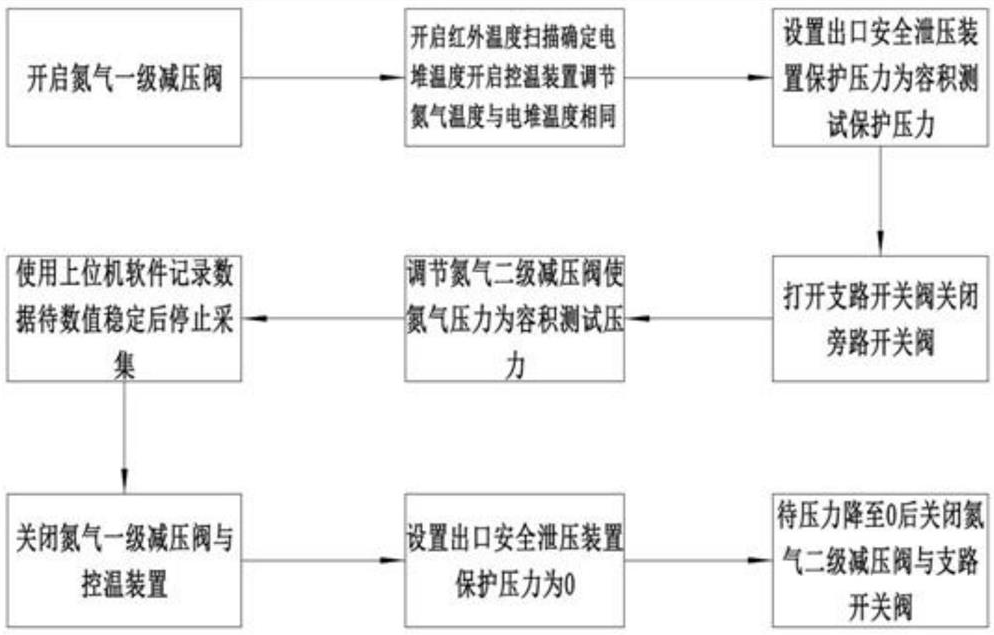 开启氮气一级减压阀
开启红外温度扫描确定电
堆温度开启控温装置调节
氮气温度与电堆温度相同
设置出口安全泄压装
置保护压力为容积测
试保护压力
打开支路开关阀关闭
旁路开关阀
调节氮气二级减压阀使
氮气压力为容积测试压
力
使用上位机软件记录数
据待数值稳定后停止采
集
关闭氮气一级减压阀与
控温装置
设置出口安全泄压装置
保护压力为0
待压力降至0后关闭氮
气二级减压阀与支路
开关阀